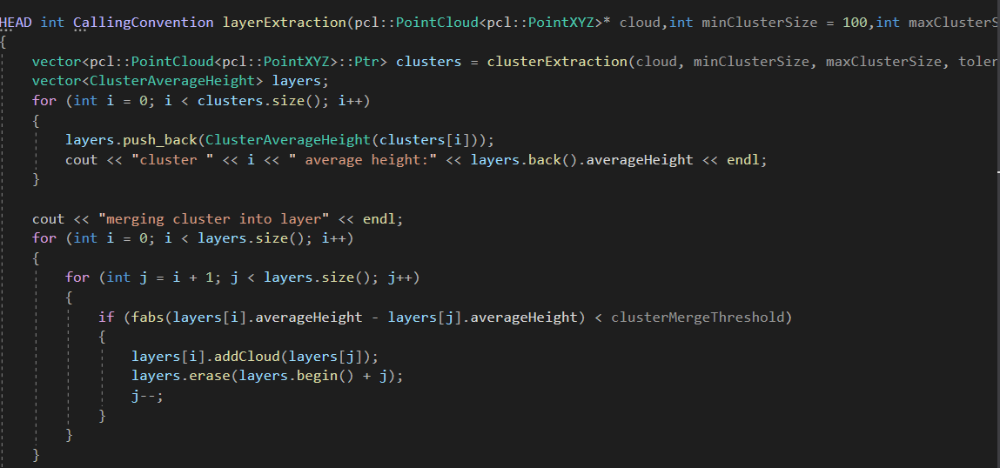 HEAD int CallingConvention layerExtraction(pcl::PointCloud<pcl::PointXYZ>* cloud,int minClusterSize = 100,int maxClusterS
{
vector<pcl::PointCloud<pcl::PointXYZ>::Ptr> clusters = clusterExtraction(cloud, minClusterSize, maxClusterSize, toler
vector<ClusterAverageHeight> layers;
for (int i = 0; i < clusters.size(); i++)
{
layers.push_back(ClusterAverageHeight(clusters[i]));
cout << "cluster " << i << " average height:" << layers.back().averageHeight << endl;
}
cout << "merging cluster into layer" << endl;
for (int i = 0; i < layers.size(); i++)
{
for (int j = i + 1; j < layers.size(); j++)
{
if (fabs(layers[i].averageHeight - layers[j].averageHeight) < clusterMergeThreshold)
{
layers[i].addCloud(layers[j]);
layers.erase(layers.begin() + j);
j--;
}
}
}